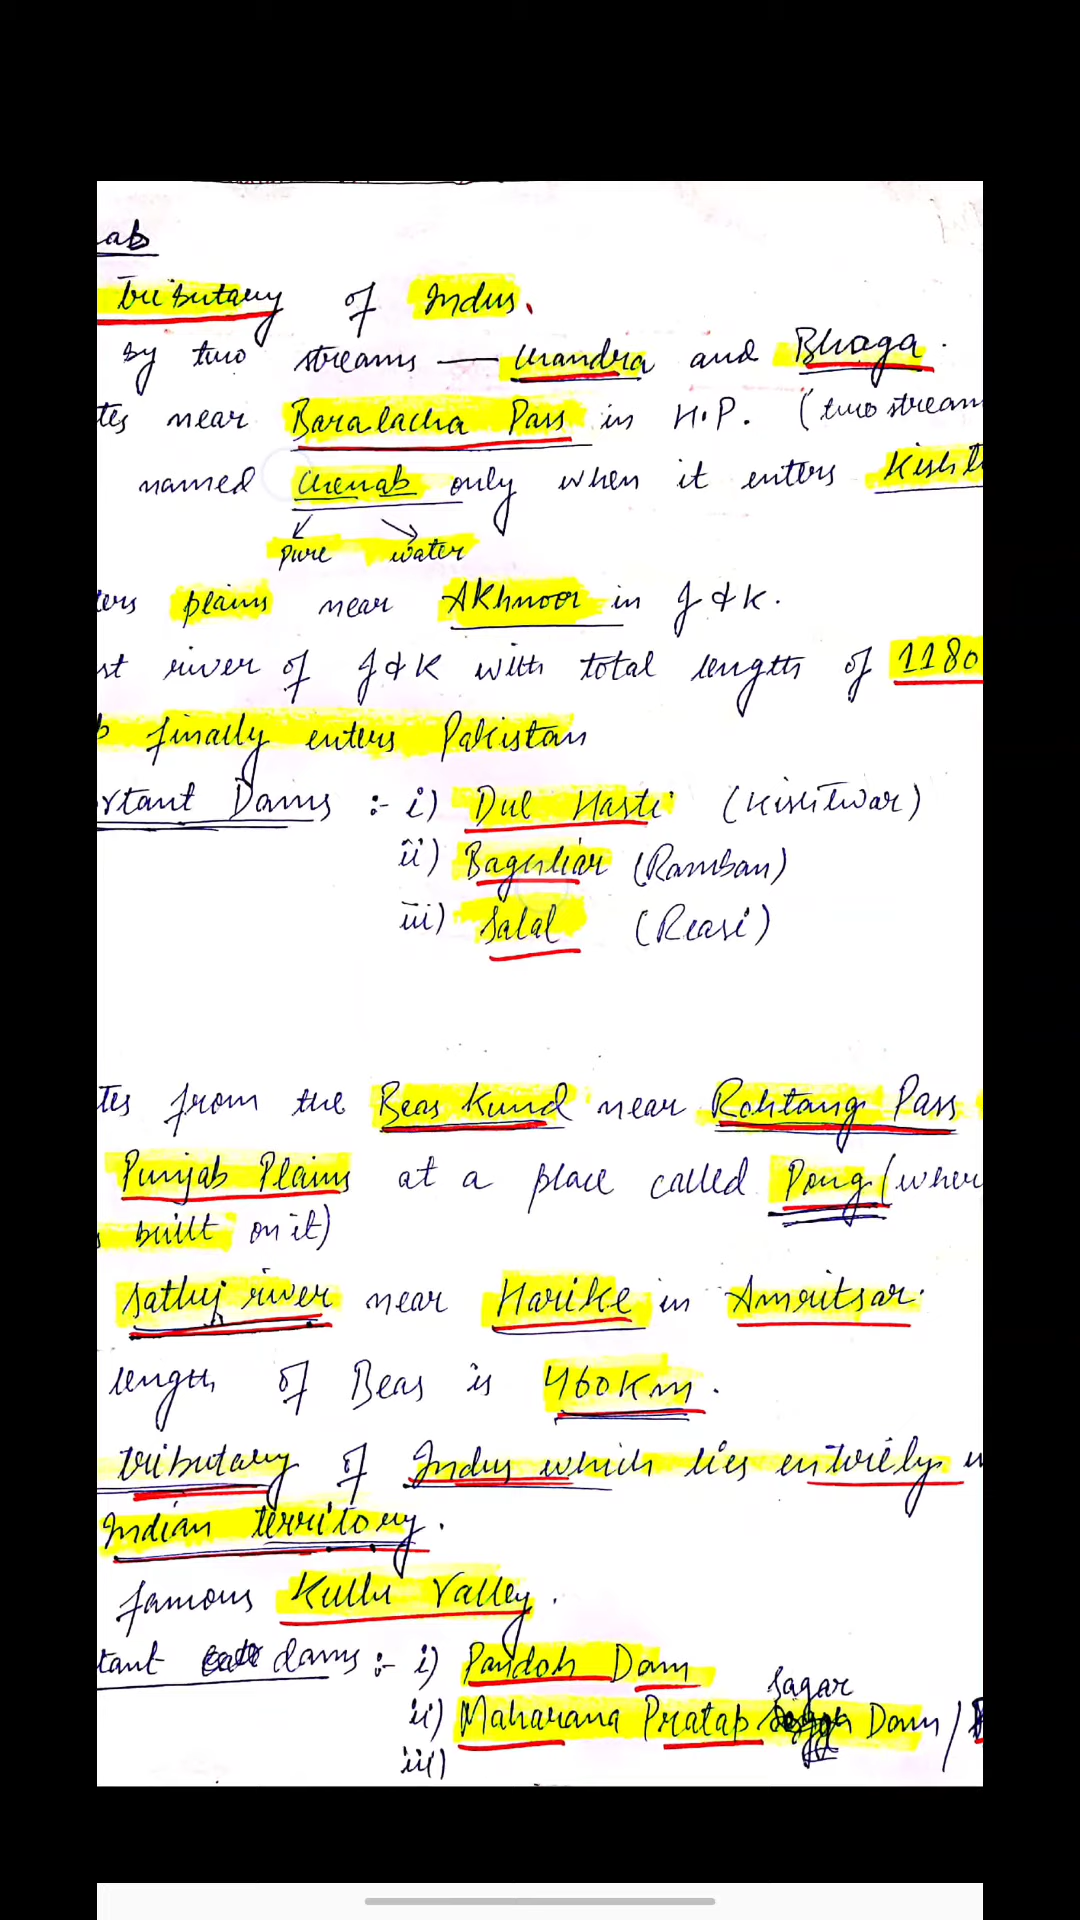 ab
Tributary of Indus.
by two streams — Chandra and Bhaga.
tes near Baralacha Pass in H.P. (two stream
named Chenab only when it enters Kisht
pure water
ers plains near Akhnoor in J & K.
st river of J & K with total length of 1180
b finally enters Pakistan
rtant Dams :- i) Dul Hasti (Kishtwar)
ii) Baglihar (Ramban)
iii) Salal (Reasi)
tes from the Beas Kund near Rohtang Pass
Punjab Plains at a place called Pong (wher
s built on it)
Satluj river near Harike in Amritsar.
length of Beas is 460 Km.
tributary of Indus which lies entirely
Indian territory.
famous Kullu Valley.
tant dams :- i) Pandoh Dam
ii) Maharana Pratap Sagar Dam /
iii)